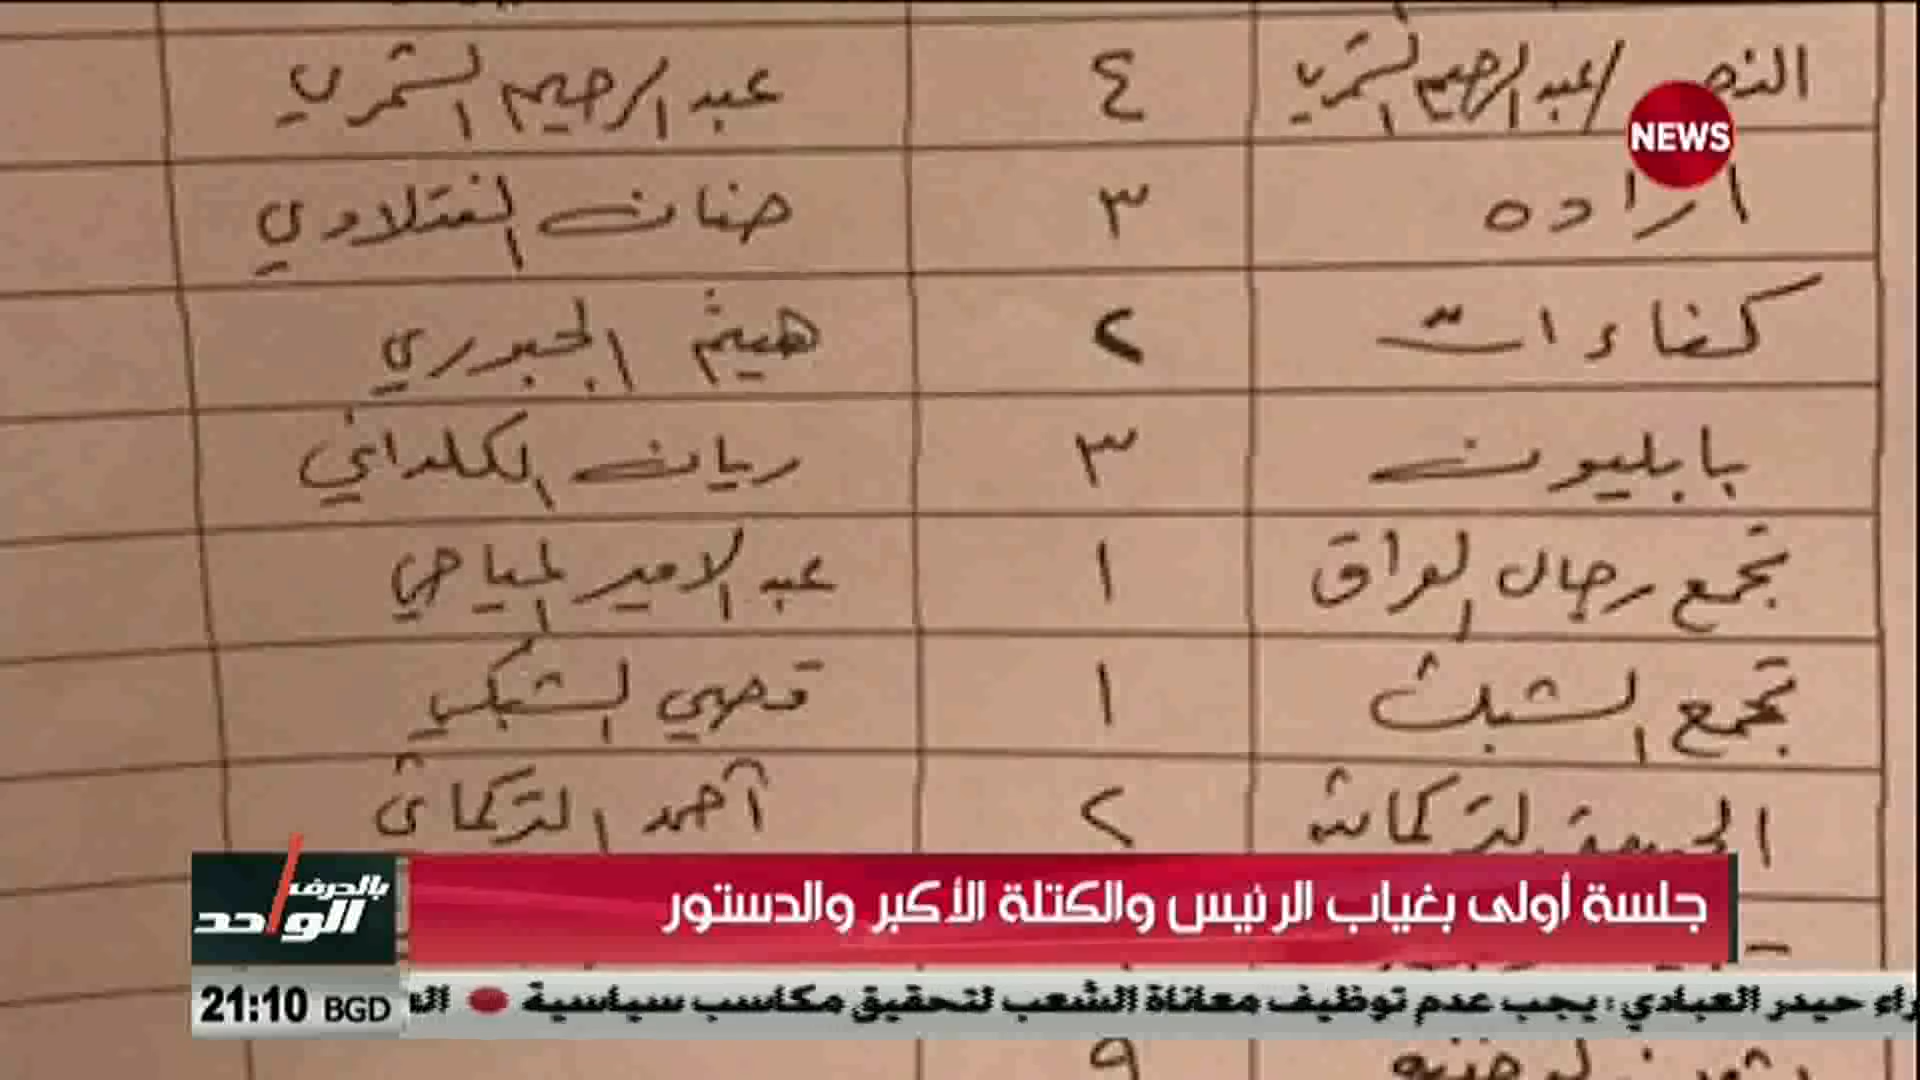 النصر/عبد الرحيم الشمري ٤ عبد الرحيم الشمري
NEWS
اراده ٣ حنان الفتلاوي
كفاءات ٢ هيثم الجبوري
بابليون ٣ ريان الكلداني
تجمع رجال العراق ١ عبد الامير المياحي
تجمع الشبك ١ قصي الشبكي
الجبهة التركمانية ٢ أحمد التركماني
بالحرف الواحد
جلسة أولى بغياب الرئيس والكتلة الأكبر والدستور
21:10 BGD
راء حيدر العبادي: يجب عدم توظيف معاناة الشعب لتحقيق مكاسب سياسية
٩